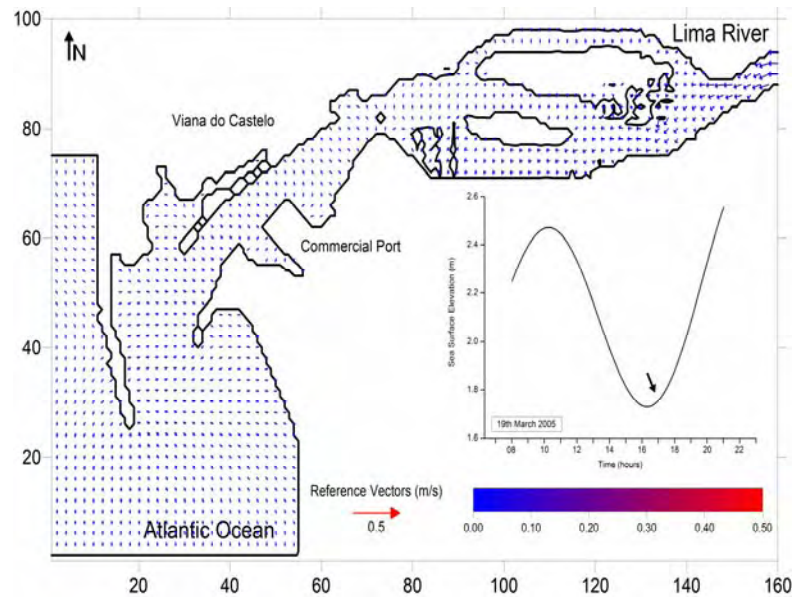 100
80
60
40
20
20 40 60 80 100 120 140 160
N
Lima River
Viana do Castelo
Commercial Port
Atlantic Ocean
Reference Vectors (m/s)
0.5
2.6
2.4
2.2
2.0
1.8
1.6
Sea Surface Elevation (m)
19th March 2005
08 10 12 14 16 18 20 22
Time (hours)
0.00 0.10 0.20 0.30 0.40 0.50